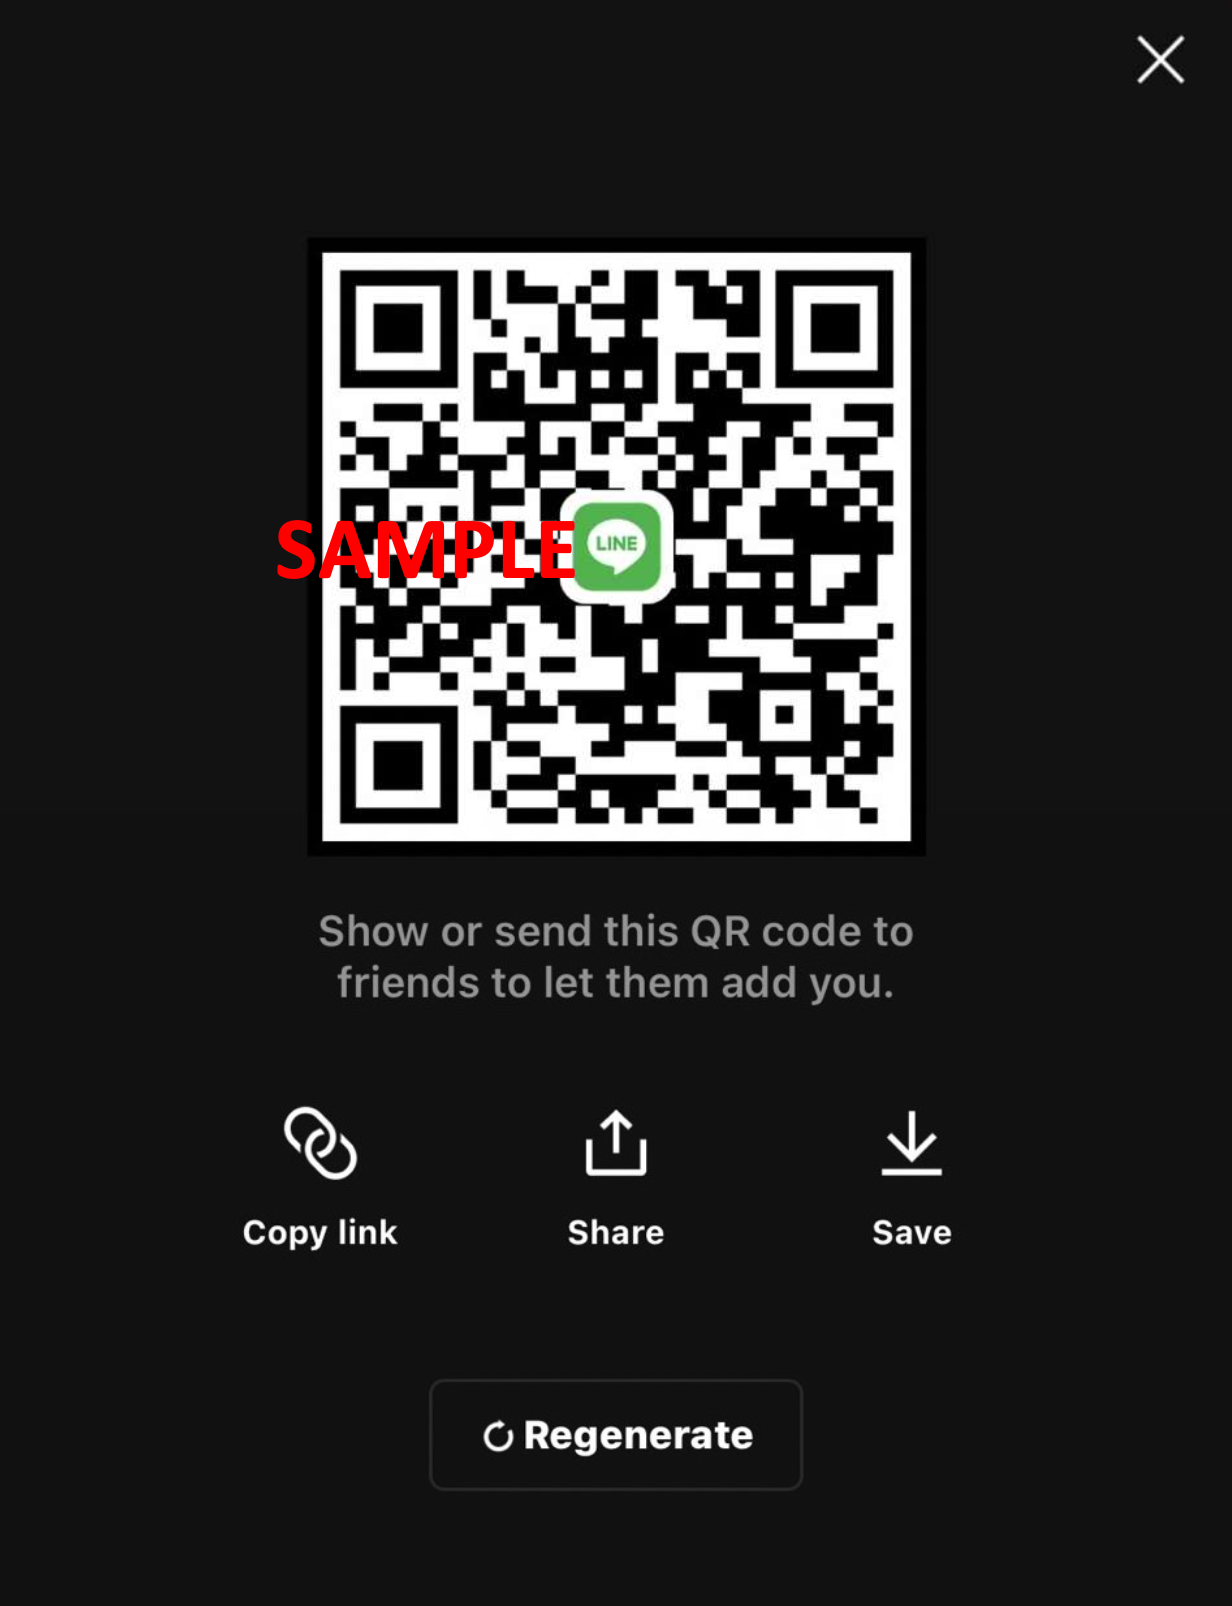 SAMPLE
LINE
Show or send this QR code to
friends to let them add you.
Copy link
Share
Save
Regenerate